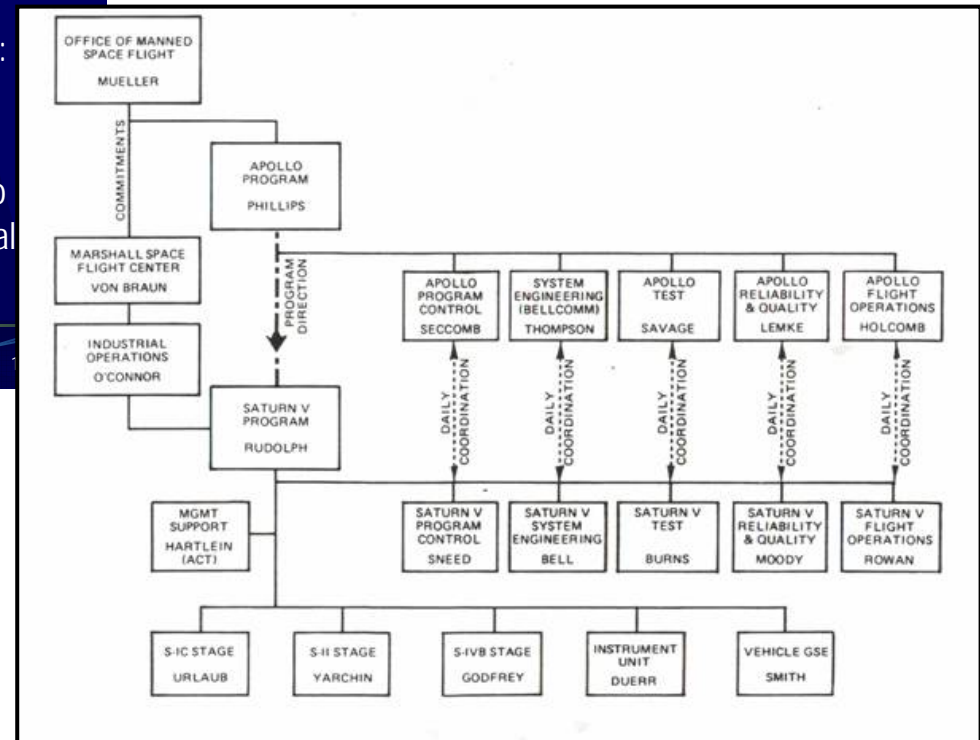 :
o
al
1
OFFICE OF MANNED
SPACE FLIGHT
MUELLER
COMMITMENTS
APOLLO
PROGRAM
PHILLIPS
MARSHALL SPACE
FLIGHT CENTER
VON BRAUN
PROGRAM
DIRECTION
INDUSTRIAL
OPERATIONS
O'CONNOR
SATURN V
PROGRAM
RUDOLPH
APOLLO
PROGRAM
CONTROL
SECCOMB
SYSTEM
ENGINEERING
(BELLCOMM)
THOMPSON
APOLLO
TEST
SAVAGE
APOLLO
RELIABILITY
& QUALITY
LEMKE
APOLLO
FLIGHT
OPERATIONS
HOLCOMB
DAILY
COORDINATION
DAILY
COORDINATION
DAILY
COORDINATION
DAILY
COORDINATION
DAILY
COORDINATION
MGMT
SUPPORT
HARTLEIN
(ACT)
SATURN V
PROGRAM
CONTROL
SNEED
SATURN V
SYSTEM
ENGINEERING
BELL
SATURN V
TEST
BURNS
SATURN V
RELIABILITY
& QUALITY
MOODY
SATURN V
FLIGHT
OPERATIONS
ROWAN
S-IC STAGE
URLAUB
S-II STAGE
YARCHIN
S-IVB STAGE
GODFREY
INSTRUMENT
UNIT
DUERR
VEHICLE GSE
SMITH